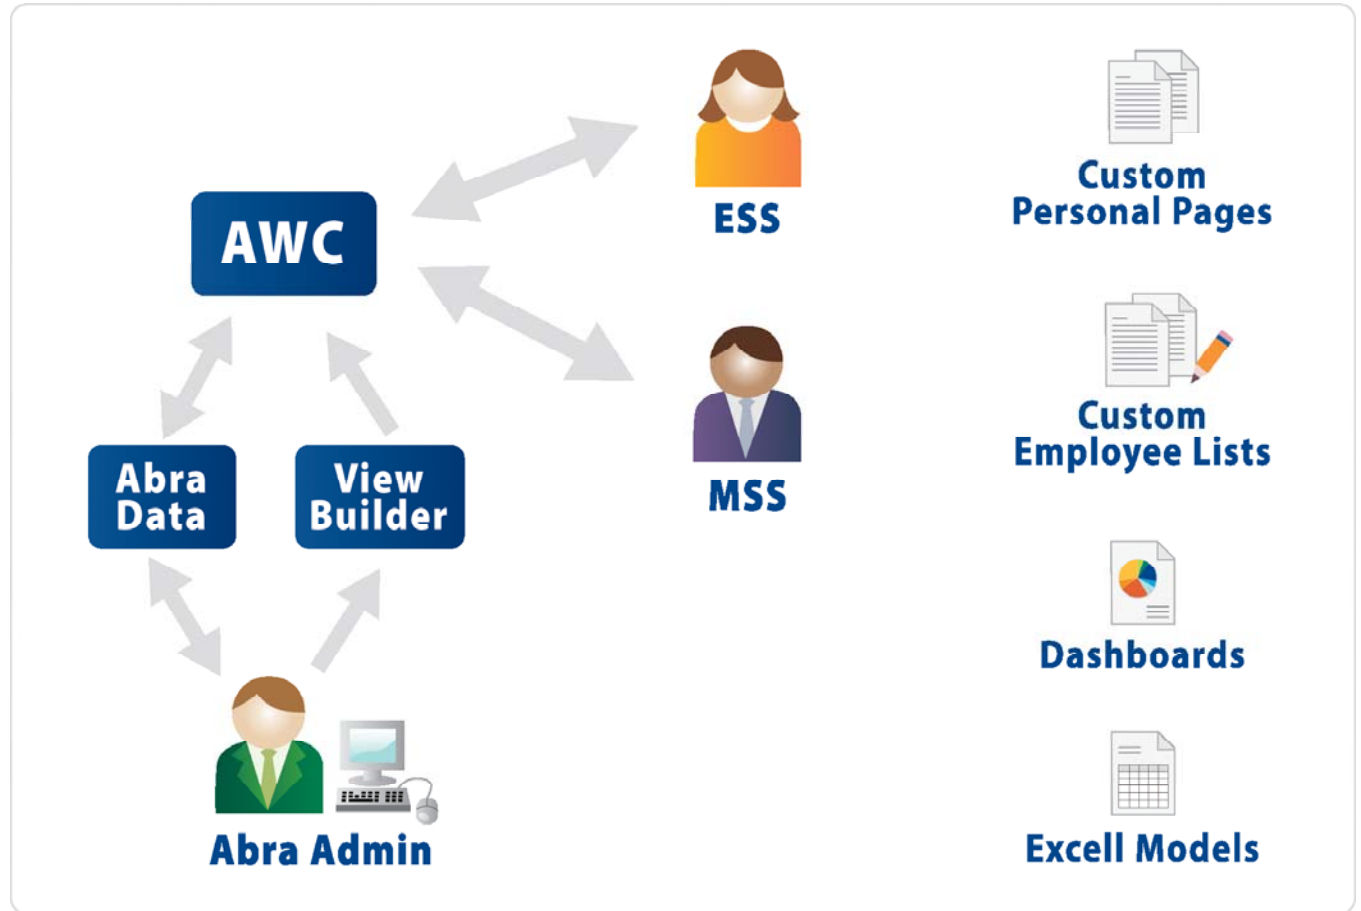 AWC
ESS
Custom
Personal Pages
Abra
Data
View
Builder
MSS
Custom
Employee Lists
Dashboards
Abra Admin
Excell Models